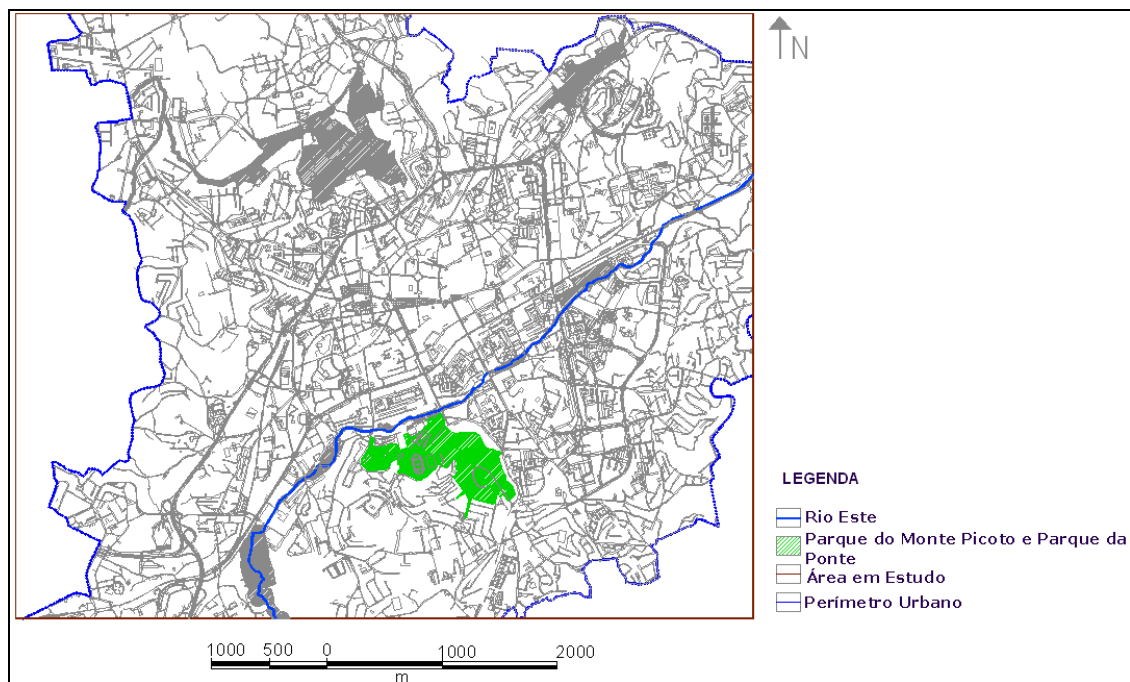 N
LEGENDA
Rio Este
Parque do Monte Picoto e Parque da
Ponte
Área em Estudo
Perímetro Urbano
1000 500 0 1000 2000
m